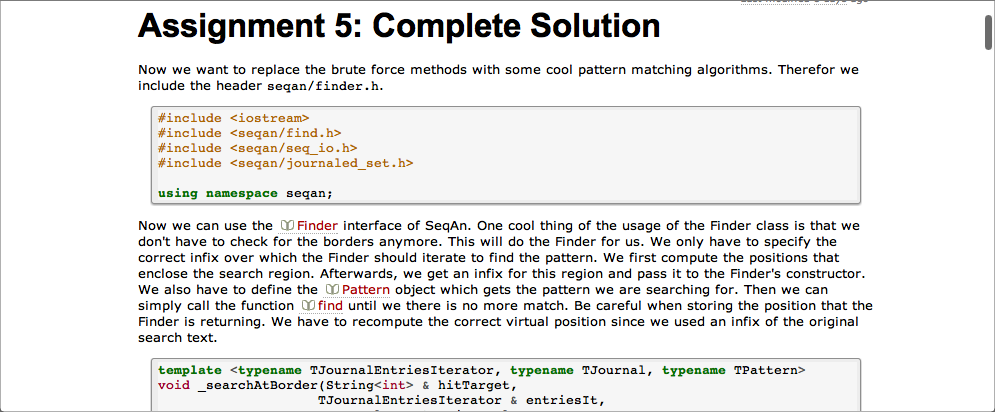 Assignment 5: Complete Solution
Now we want to replace the brute force methods with some cool pattern matching algorithms. Therefor we
include the header seqan/finder.h.
#include <iostream>
#include <seqan/find.h>
#include <seqan/seq_io.h>
#include <seqan/journaled_set.h>
using namespace seqan;
Now we can use the Finder interface of SeqAn. One cool thing of the usage of the Finder class is that we
don't have to check for the borders anymore. This will do the Finder for us. We only have to specify the
correct infix over which the Finder should iterate to find the pattern. We first compute the positions that
enclose the search region. Afterwards, we get an infix for this region and pass it to the Finder's constructor.
We also have to define the Pattern object which gets the pattern we are searching for. Then we can
simply call the function find until we there is no more match. Be careful when storing the position that the
Finder is returning. We have to recompute the correct virtual position since we used an infix of the original
search text.
template <typename TJournalEntriesIterator, typename TJournal, typename TPattern>
void _searchAtBorder(String<int> & hitTarget,
TJournalEntriesIterator & entriesIt,